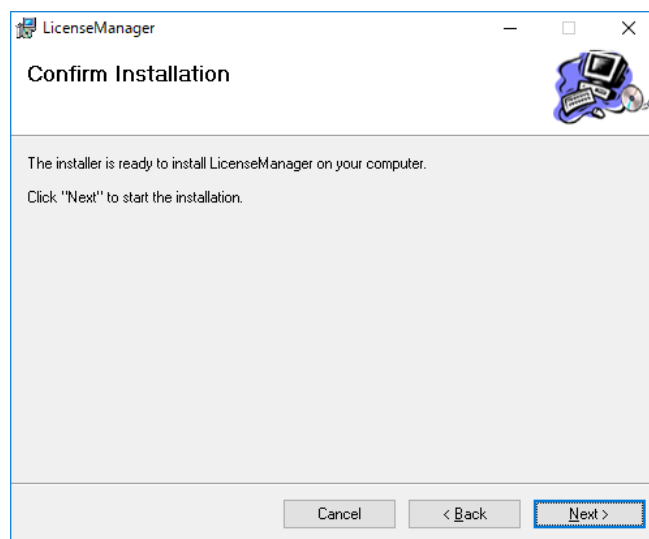 LicenseManager
Confirm Installation
The installer is ready to install LicenseManager on your computer.
Click "Next" to start the installation.
Cancel
< Back
Next >